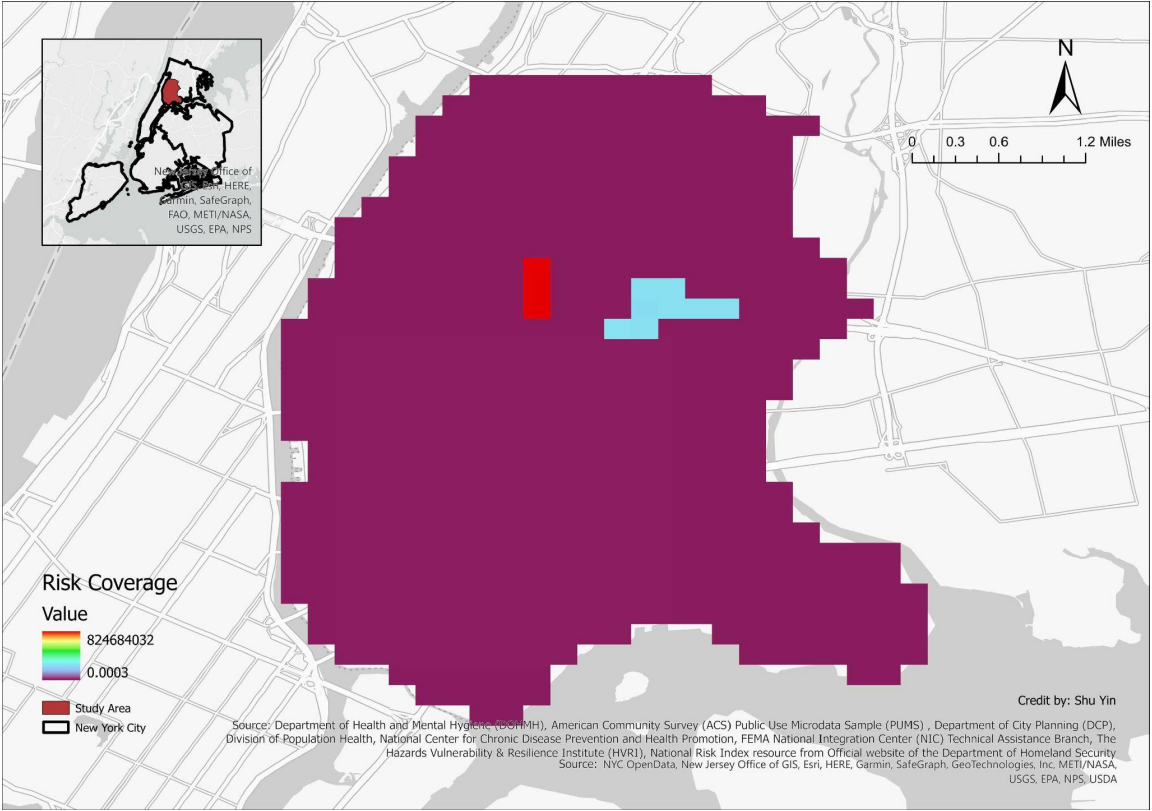 New Jersey Office of
GIS, Esri, HERE,
Garmin, SafeGraph,
FAO, METI/NASA,
USGS, EPA, NPS
N
0 0.3 0.6 1.2 Miles
Risk Coverage
Value
824684032
0.0003
Study Area
New York City
Credit by: Shu Yin
Source: Department of Health and Mental Hygiene (DOHMH), American Community Survey (ACS) Public Use Microdata Sample (PUMS) , Department of City Planning (DCP),
Division of Population Health, National Center for Chronic Disease Prevention and Health Promotion, FEMA National Integration Center (NIC) Technical Assistance Branch, The
Hazards Vulnerability & Resilience Institute (HVRI), National Risk Index resource from Official website of the Department of Homeland Security
Source: NYC OpenData, New Jersey Office of GIS, Esri, HERE, Garmin, SafeGraph, GeoTechnologies, Inc, METI/NASA,
USGS, EPA, NPS, USDA